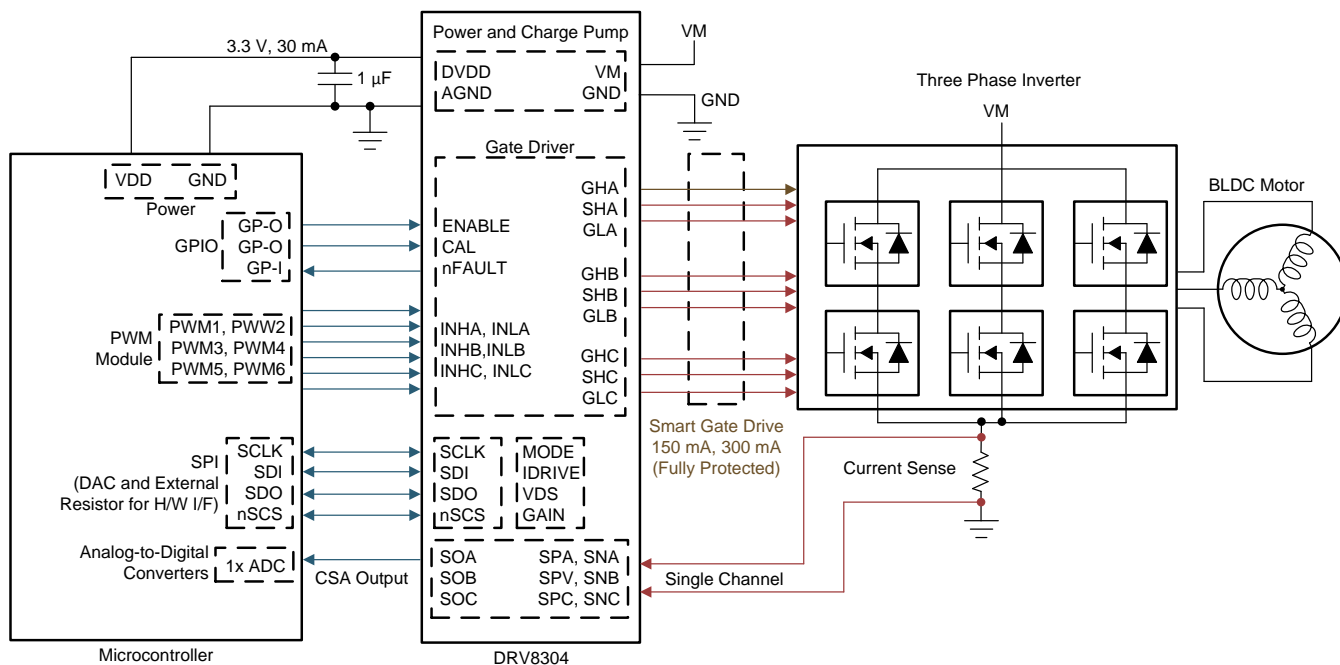 Power and Charge Pump
VM
3.3 V, 30 mA
1 µF
DVDD
AGND
VM
GND
GND
Three Phase Inverter
VM
Gate Driver
BLDC Motor
VDD
GND
Power
GPIO
GP-O
GP-O
GP-I
ENABLE
CAL
nFAULT
GHA
SHA
GLA
GHB
SHB
GLB
GHC
SHC
GLC
PWM
Module
PWM1, PWW2
PWM3, PWM4
PWM5, PWM6
INHA, INLA
INHB,INLB
INHC, INLC
Smart Gate Drive
150 mA, 300 mA
(Fully Protected)
Current Sense
SPI
(DAC and External
Resistor for H/W I/F)
SCLK
SDI
SDO
nSCS
SCLK
SDI
SDO
nSCS
MODE
IDRIVE
VDS
GAIN
Analog-to-Digital
Converters
1x ADC
CSA Output
SOA
SOB
SOC
SPA, SNA
SPV, SNB
SPC, SNC
Single Channel
Microcontroller
DRV8304